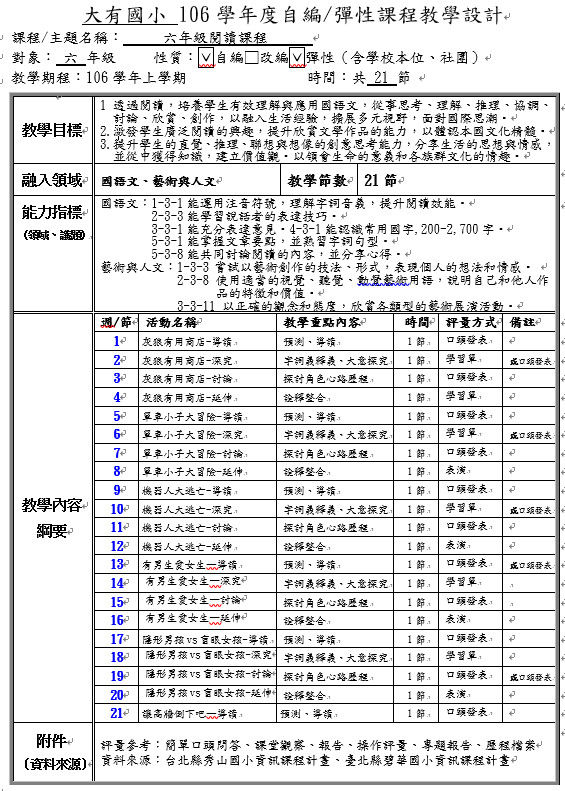 大有國小 106 學年度自編/彈性課程教學設計
課程/主題名稱： 六年級閱讀課程
對象： 六 年級 性質：☑自編□改編☑彈性（含學校本位、社團）
教學期程：106學年上學期 時間：共 21 節
教學目標
1 透過閱讀，培養學生有效理解與應用國語文，從事思考、理解、推理、協調、
討論、欣賞、創作，以融入生活經驗，擴展多元視野，面對國際思潮。
2.激發學生廣泛閱讀的興趣，提升欣賞文學作品的能力，以體認本國文化精髓。
3.提升學生的直覺、推理、聯想與想像的創意思考能力，分享生活的思想與情感，
並從中獲得知識，建立價值觀。以領會生命的意義和各族群文化的情趣。
融入領域 國語文、藝術與人文 教學節數 21 節
能力指標
(領域、議題)
國語文：1-3-1能運用注音符號，理解字詞音義，提升閱讀效能。
2-3-3能學習說話者的表達技巧。
3-3-1能充分表達意見。4-3-1能認識常用國字,200-2,700字。
5-3-1能掌握文章要點，並熟習字詞句型。
5-3-8能共同討論閱讀的內容，並分享心得。
藝術與人文：1-3-3 嘗試以藝術創作的技法、形式，表現個人的想法和情感。
2-3-8 使用適當的視覺、聽覺、動覺藝術用語，說明自己和他人作
品的特徵和價值。
3-3-11 以正確的觀念和態度，欣賞各類型的藝術展演活動。
教學內容
綱要
週/節 活動名稱 教學重點內容 時間 評量方式 備註
1 灰狼有用商店-導領 預測、導領 1節 口頭發表
2 灰狼有用商店-深究 字詞義釋義、大意探究 1節 學習單 或口頭發表
3 灰狼有用商店-討論 探討角色心路歷程 1節 口頭發表
4 灰狼有用商店-延伸 詮釋整合 1節 學習單
5 單車小子大冒險-導領 預測、導領 1節 口頭發表
6 單車小子大冒險-深究 字詞義釋義、大意探究 1節 學習單 或口頭發表
7 單車小子大冒險-討論 探討角色心路歷程 1節 口頭發表
8 單車小子大冒險-延伸 詮釋整合 1節 表演
9 機器人大逃亡-導領 預測、導領 1節 口頭發表
10 機器人大逃亡-深究 字詞義釋義、大意探究 1節 學習單 或口頭發表
11 機器人大逃亡-討論 探討角色心路歷程 1節 口頭發表
12 機器人大逃亡-延伸 詮釋整合 1節 表演
13 有男生愛女生—導領 預測、導領 1節 口頭發表 或口頭發表
14 有男生愛女生—深究 字詞義釋義、大意探究 1節 學習單
15 有男生愛女生—討論 探討角色心路歷程 1節 口頭發表
16 有男生愛女生—延伸 詮釋整合 1節 表演
17 隱形男孩vs盲眼女孩-導領 預測、導領 1節 口頭發表
18 隱形男孩vs盲眼女孩-深究 字詞義釋義、大意探究 1節 學習單
19 隱形男孩vs盲眼女孩-討論 探討角色心路歷程 1節 口頭發表 或口頭發表
20 隱形男孩vs盲眼女孩-延伸 詮釋整合 1節 表演
21 讓高牆倒下吧—導領 預測、導領 1節 口頭發表
附件
(資料來源)
評量參考：簡單口頭問答、課堂觀察、報告、操作評量、專題報告、歷程檔案
資料來源：台北縣秀山國小資訊課程計畫、臺北縣碧華國小資訊課程計畫